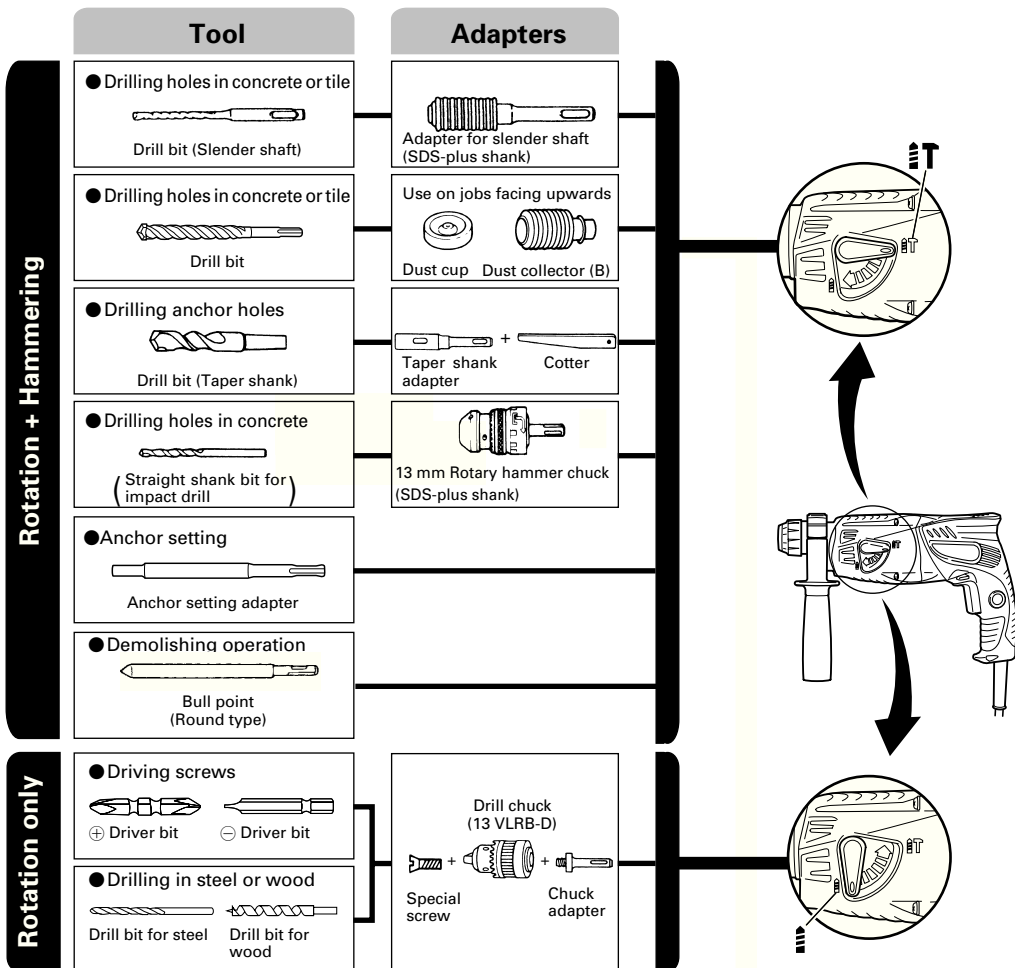 Tool
Adapters
Rotation + Hammering
● Drilling holes in concrete or tile
Drill bit (Slender shaft)
Adapter for slender shaft
(SDS-plus shank)
● Drilling holes in concrete or tile
Drill bit
Use on jobs facing upwards
Dust cup Dust collector (B)
● Drilling anchor holes
Drill bit (Taper shank)
+
Taper shank
adapter
Cotter
● Drilling holes in concrete
(Straight shank bit for
impact drill)
13 mm Rotary hammer chuck
(SDS-plus shank)
● Anchor setting
Anchor setting adapter
● Demolishing operation
Bull point
(Round type)
Rotation only
● Driving screws
⊕ Driver bit ⊖ Driver bit
● Drilling in steel or wood
Drill bit for steel
Drill bit for
wood
Drill chuck
(13 VLRB-D)
+ +
Special
screw
Chuck
adapter